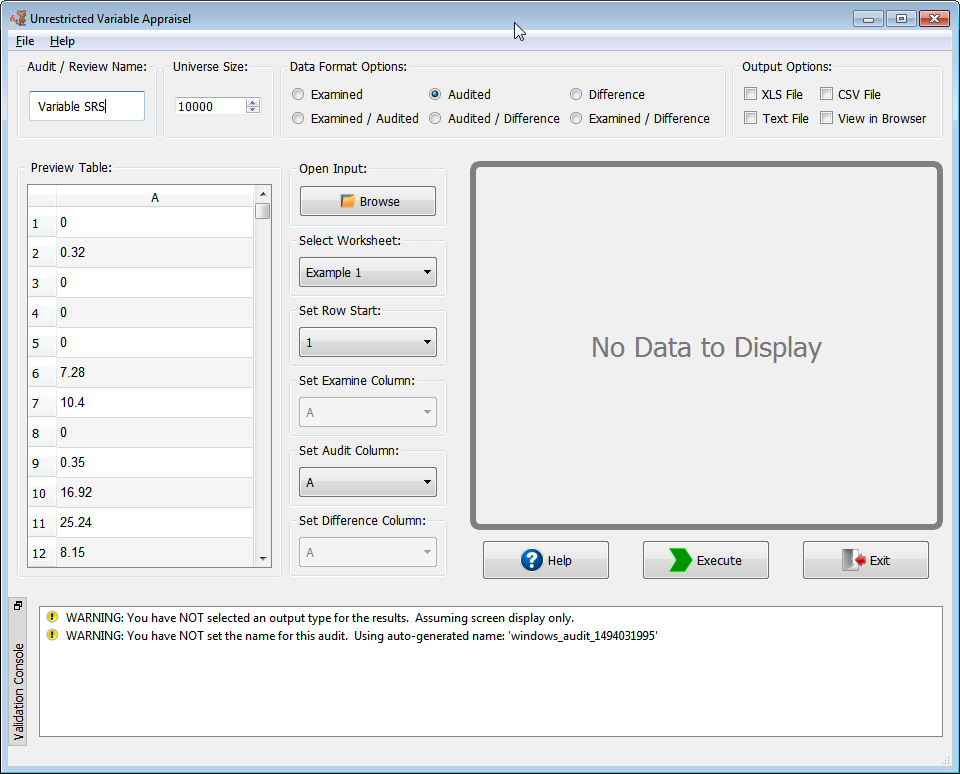 Unrestricted Variable Appraisel
File Help
Audit / Review Name: Universe Size: Data Format Options: Output Options:
Variable SRS 10000 Examined Audited Difference XLS File CSV File
Examined / Audited Audited / Difference Examined / Difference Text File View in Browser
Preview Table:
A
1 0
2 0.32
3 0
4 0
5 0
6 7.28
7 10.4
8 0
9 0.35
10 16.92
11 25.24
12 8.15
Open Input:
Browse
Select Worksheet:
Example 1
Set Row Start:
1
Set Examine Column:
A
Set Audit Column:
A
Set Difference Column:
A
No Data to Display
Help Execute Exit
Validation Console
WARNING: You have NOT selected an output type for the results. Assuming screen display only.
WARNING: You have NOT set the name for this audit. Using auto-generated name: 'windows_audit_1494031995'